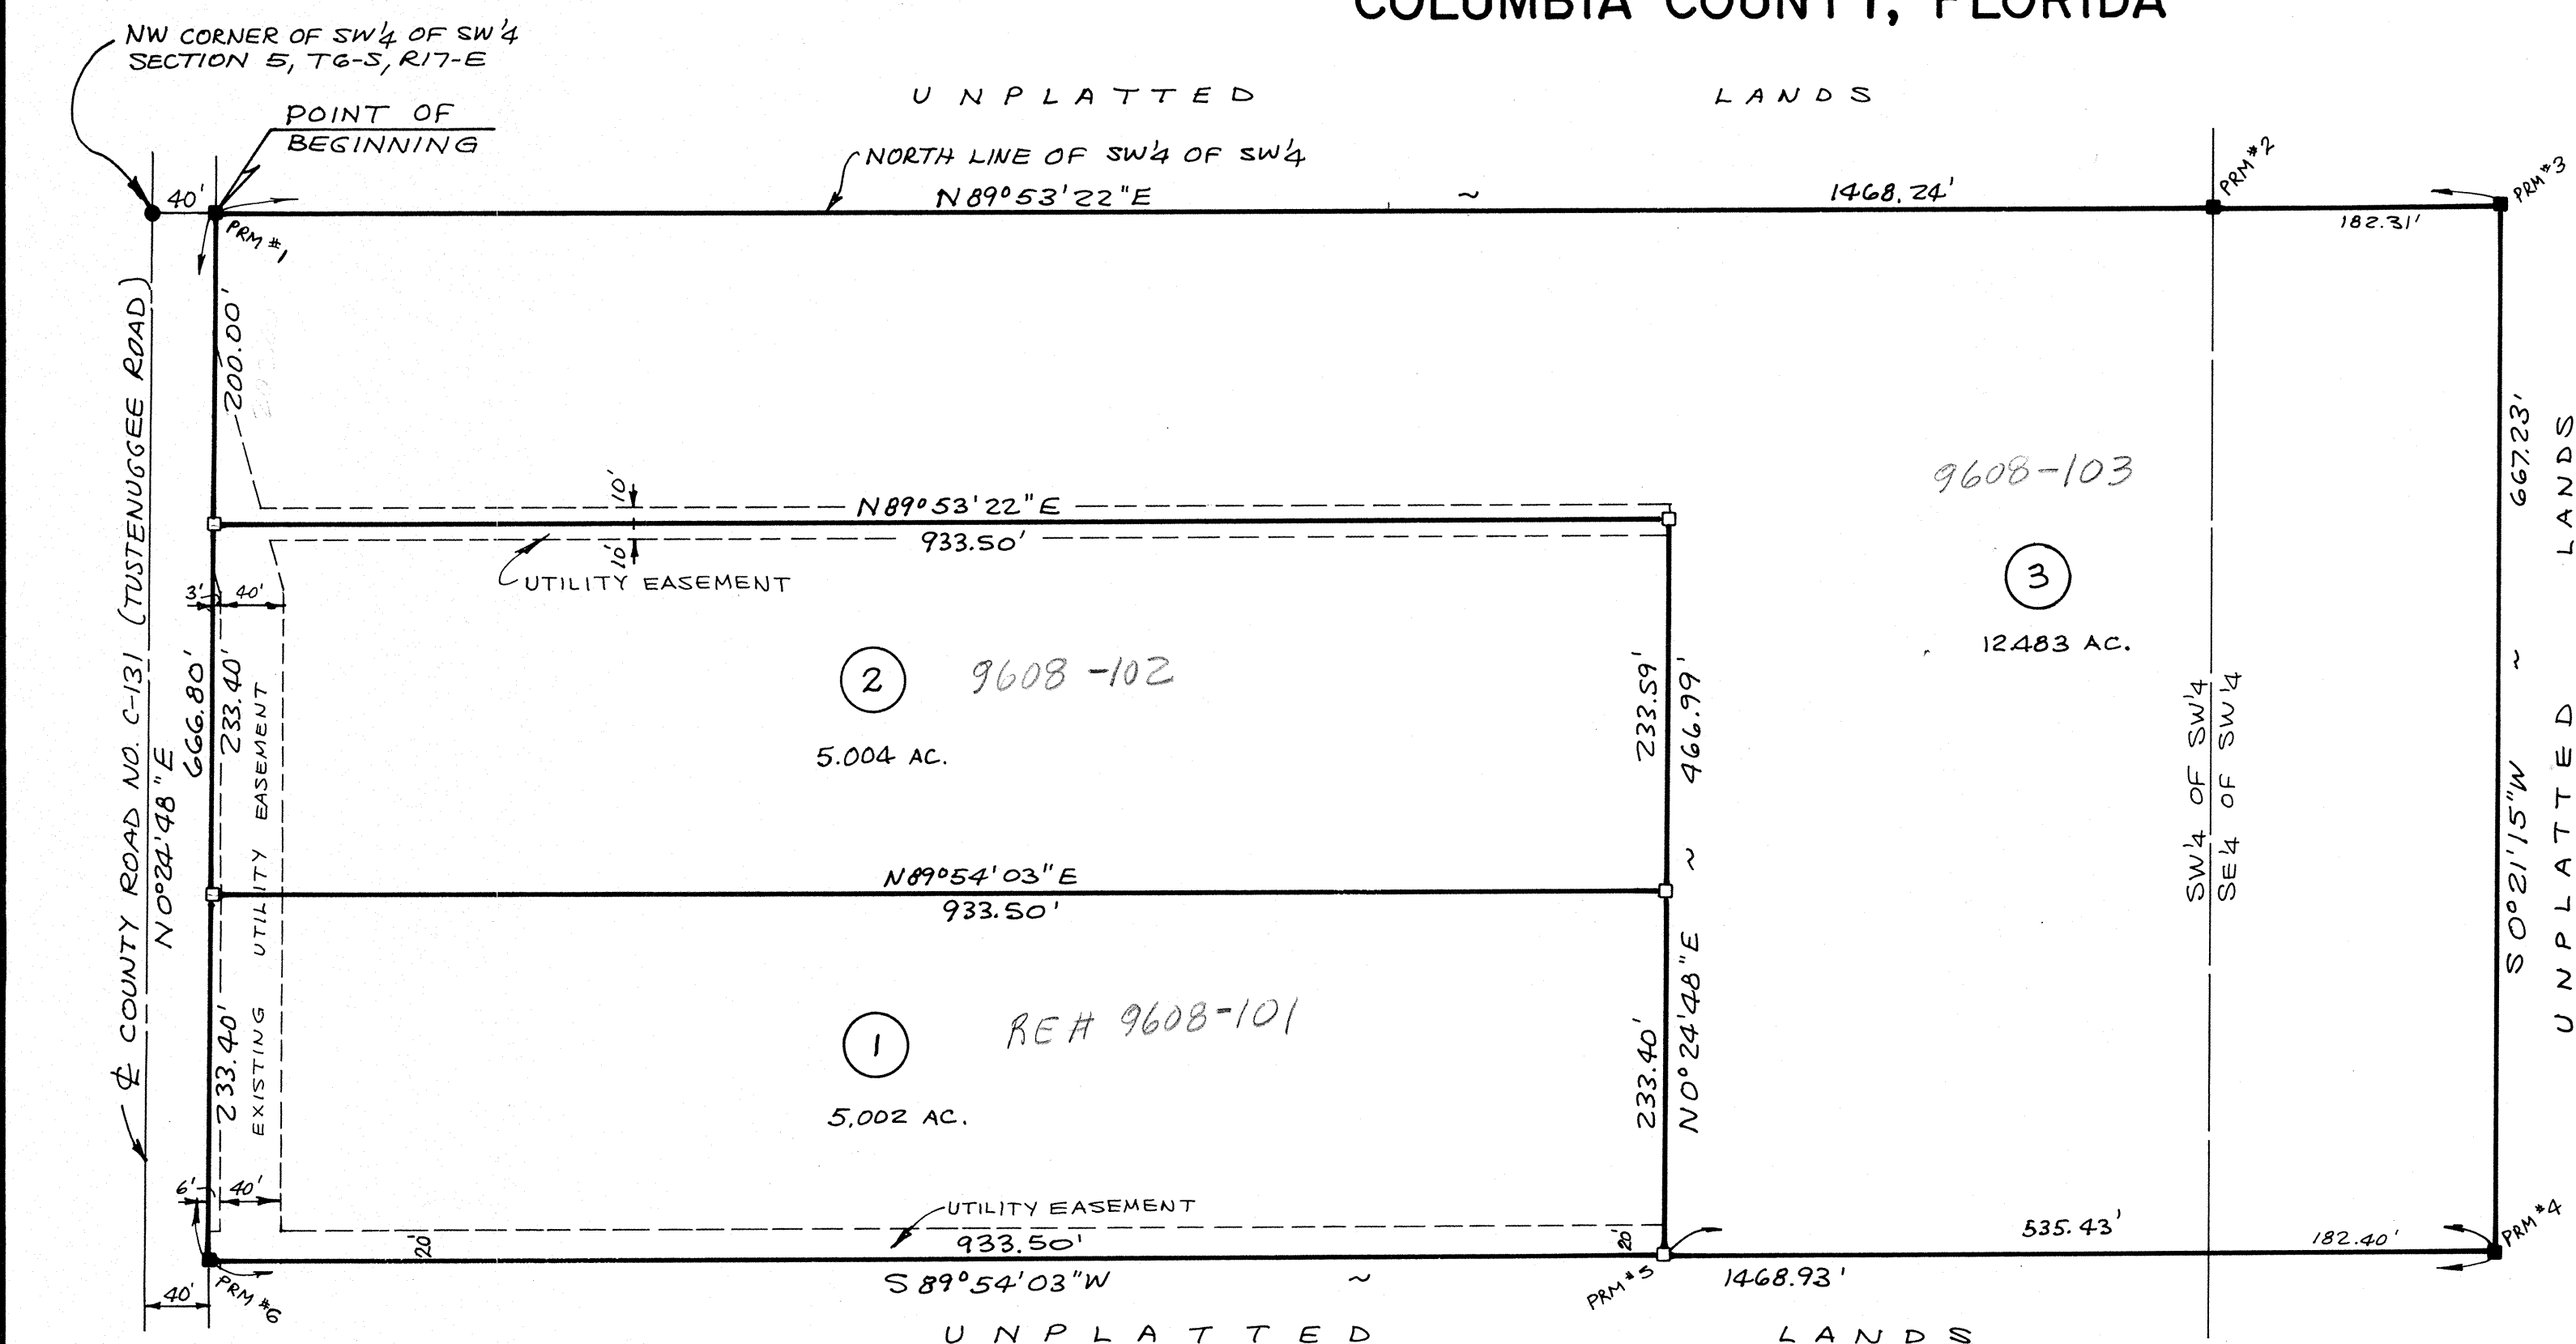 COLUMBIA COUNTY, FLORIDA
NW CORNER OF SW¼ OF SW¼
SECTION 5, T6-S, R17-E
POINT OF
BEGINNING
UNPLATTED LANDS
NORTH LINE OF SW¼ OF SW¼
40'
N89°53'22"E ~ 1468.24'
PRM #2
PRM #3
182.31'
PRM #1
200.00'
℄ COUNTY ROAD NO. C-131 (TUSTENUGGEE ROAD)
N0°24'48"E
666.80'
10'
N89°53'22"E
933.50'
10'
UTILITY EASEMENT
3'
40'
233.40'
EXISTING UTILITY EASEMENT
2
9608-102
5.004 AC.
233.59'
466.99'
~
N0°24'48"E
9608-103
3
12.483 AC.
SW¼ OF SW¼
SE¼ OF SW¼
667.23'
~
S0°21'15"W
UNPLATTED LANDS
N89°54'03"E
933.50'
1
RE# 9608-101
5.002 AC.
233.40'
233.40'
6'
40'
UTILITY EASEMENT
20'
933.50'
20'
535.43'
182.40'
PRM #4
S89°54'03"W ~ 1468.93'
PRM #5
PRM #6
40'
UNPLATTED LANDS